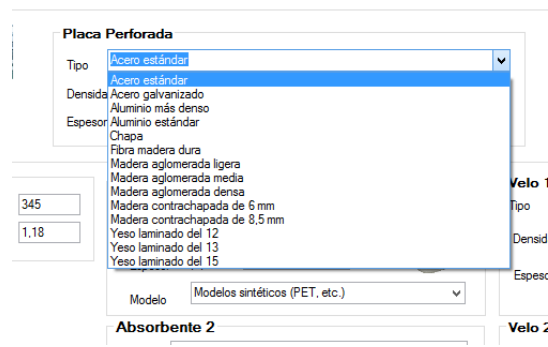 Placa Perforada
Tipo Acero estándar
Acero estándar
Densida Acero galvanizado
Aluminio más denso
Espesor Aluminio estándar
Chapa
Fibra madera dura
Madera aglomerada ligera
Madera aglomerada media
Velo 1
Madera aglomerada densa
345 Madera contrachapada de 6 mm Tipo
Madera contrachapada de 8,5 mm
1,18 Yeso laminado del 12
Densid
Yeso laminado del 13
Yeso laminado del 15
Espeso
Modelo Modelos sintéticos (PET, etc.)
Absorbente 2 Velo 2